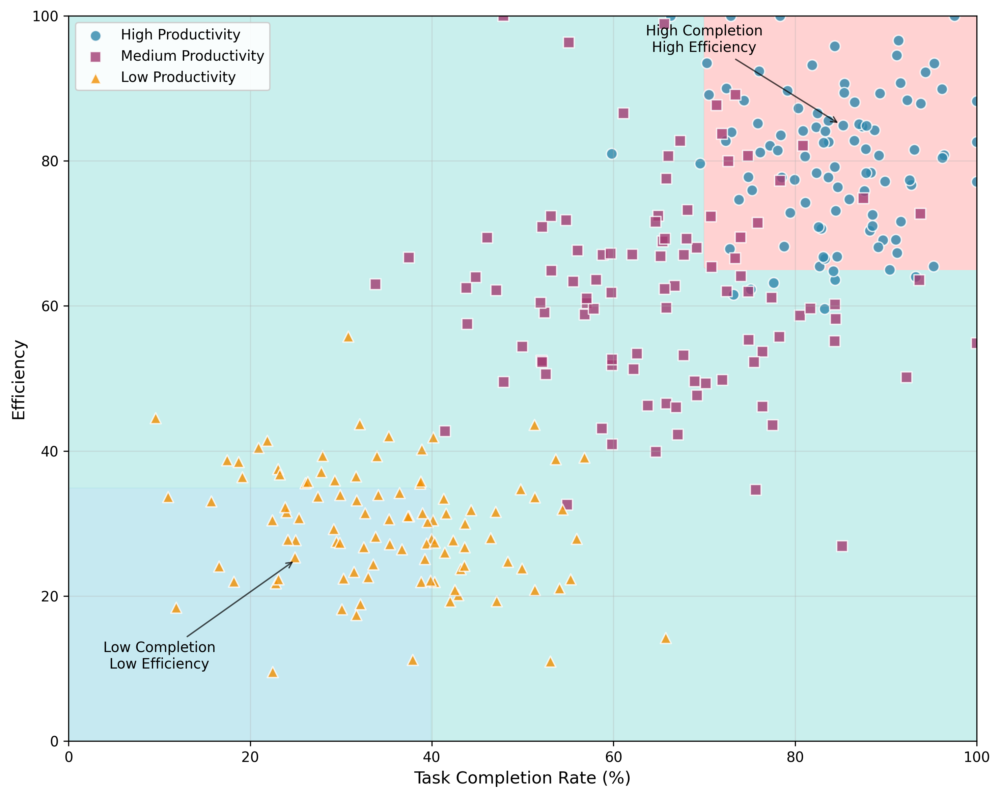 100
80
60
40
20
0
Efficiency
High Productivity
Medium Productivity
Low Productivity
High Completion
High Efficiency
Low Completion
Low Efficiency
0
20
40
60
80
100
Task Completion Rate (%)